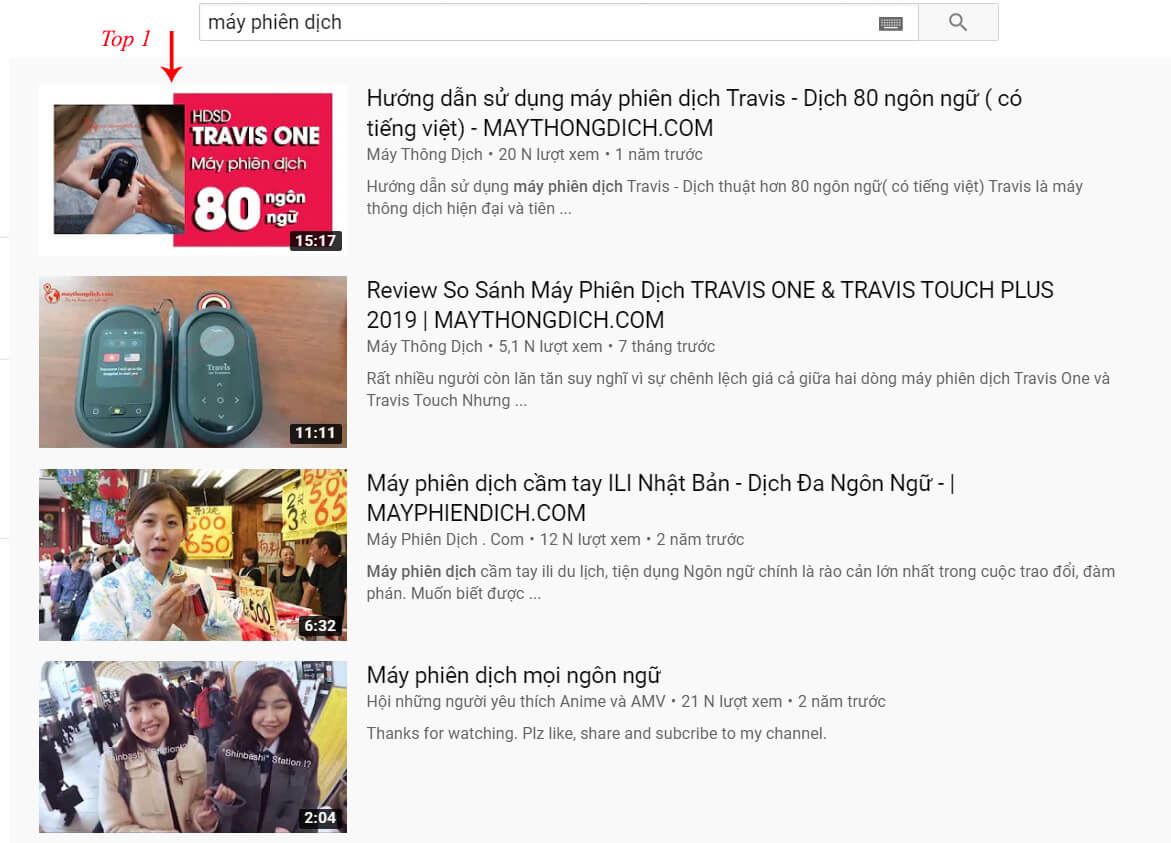 máy phiên dịch
Top 1
HDSD
TRAVIS ONE
Máy phiên dịch
80 ngôn
ngữ
15:17
Hướng dẫn sử dụng máy phiên dịch Travis - Dịch 80 ngôn ngữ ( có
tiếng việt) - MAYTHONGDICH.COM
Máy Thông Dịch • 20 N lượt xem • 1 năm trước
Hướng dẫn sử dụng máy phiên dịch Travis - Dịch thuật hơn 80 ngôn ngữ( có tiếng việt) Travis là máy
thông dịch hiện đại và tiên ...
maythongdich.com
Travis
11:11
Review So Sánh Máy Phiên Dịch TRAVIS ONE & TRAVIS TOUCH PLUS
2019 | MAYTHONGDICH.COM
Máy Thông Dịch • 5,1 N lượt xem • 7 tháng trước
Rất nhiều người còn lăn tăn suy nghĩ vì sự chênh lệch giá cả giữa hai dòng máy phiên dịch Travis One và
Travis Touch Nhưng ...
600
650
500
6:32
Máy phiên dịch cầm tay ILI Nhật Bản - Dịch Đa Ngôn Ngữ - |
MAYPHIENDICH.COM
Máy Phiên Dịch . Com • 12 N lượt xem • 2 năm trước
Máy phiên dịch cầm tay ili du lịch, tiện dụng Ngôn ngữ chính là rào cản lớn nhất trong cuộc trao đổi, đàm
phán. Muốn biết được ...
"Shinbashi" Station !?
2:04
Máy phiên dịch mọi ngôn ngữ
Hội những người yêu thích Anime và AMV • 21 N lượt xem • 2 năm trước
Thanks for watching. Plz like, share and subcribe to my channel.